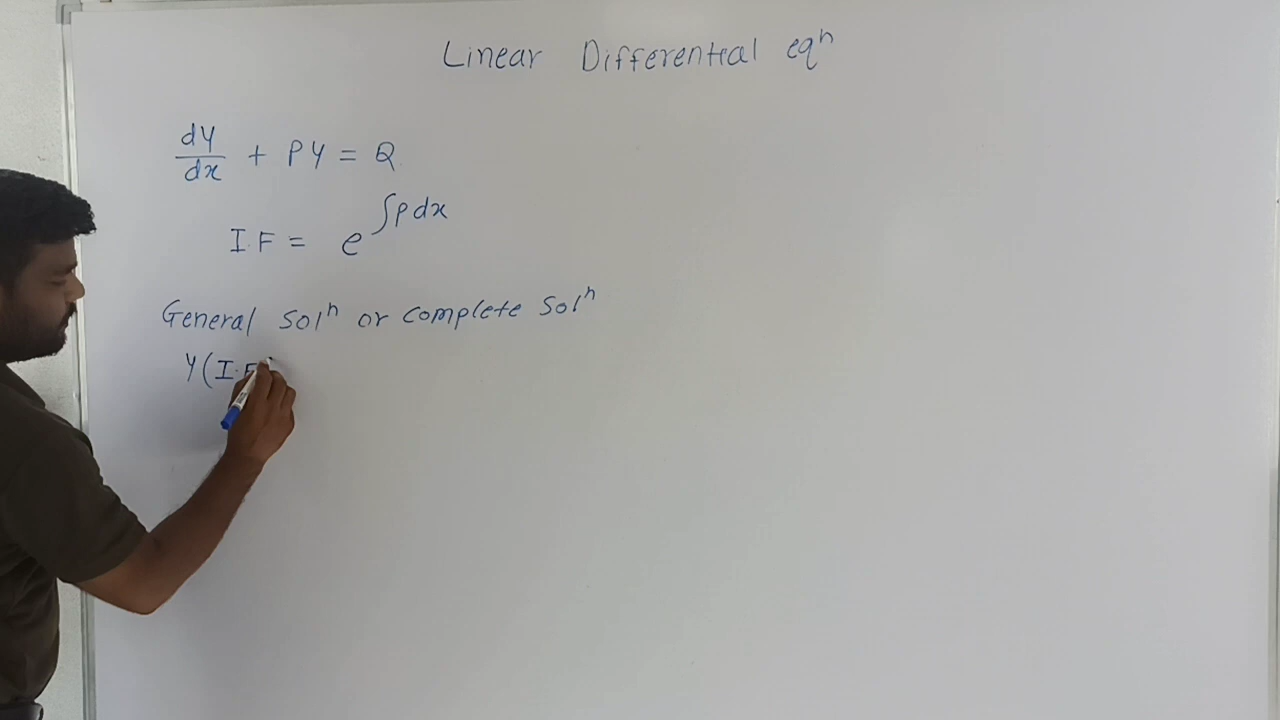 Linear Differential eqⁿ
dy/dx + Py = Q
I.F = e^∫Pdx
General Solⁿ or complete Solⁿ
y(I.F)